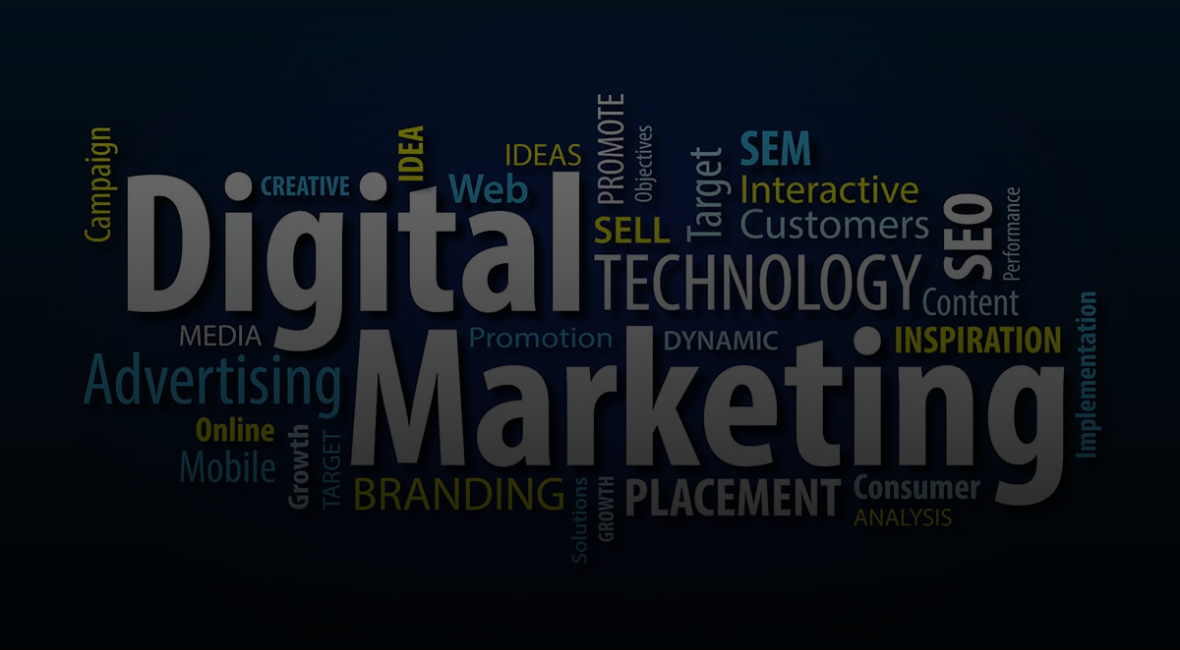 Campaign
CREATIVE
IDEA
Web
IDEAS
PROMOTE
Objectives
Target
SEM
Interactive
Customers
SELL
SEO
Performance
Digital
TECHNOLOGY
Content
MEDIA
Promotion
DYNAMIC
INSPIRATION
Implementation
Advertising
Marketing
Online
Mobile
Growth
TARGET
BRANDING
Solutions
GROWTH
PLACEMENT
Consumer
ANALYSIS